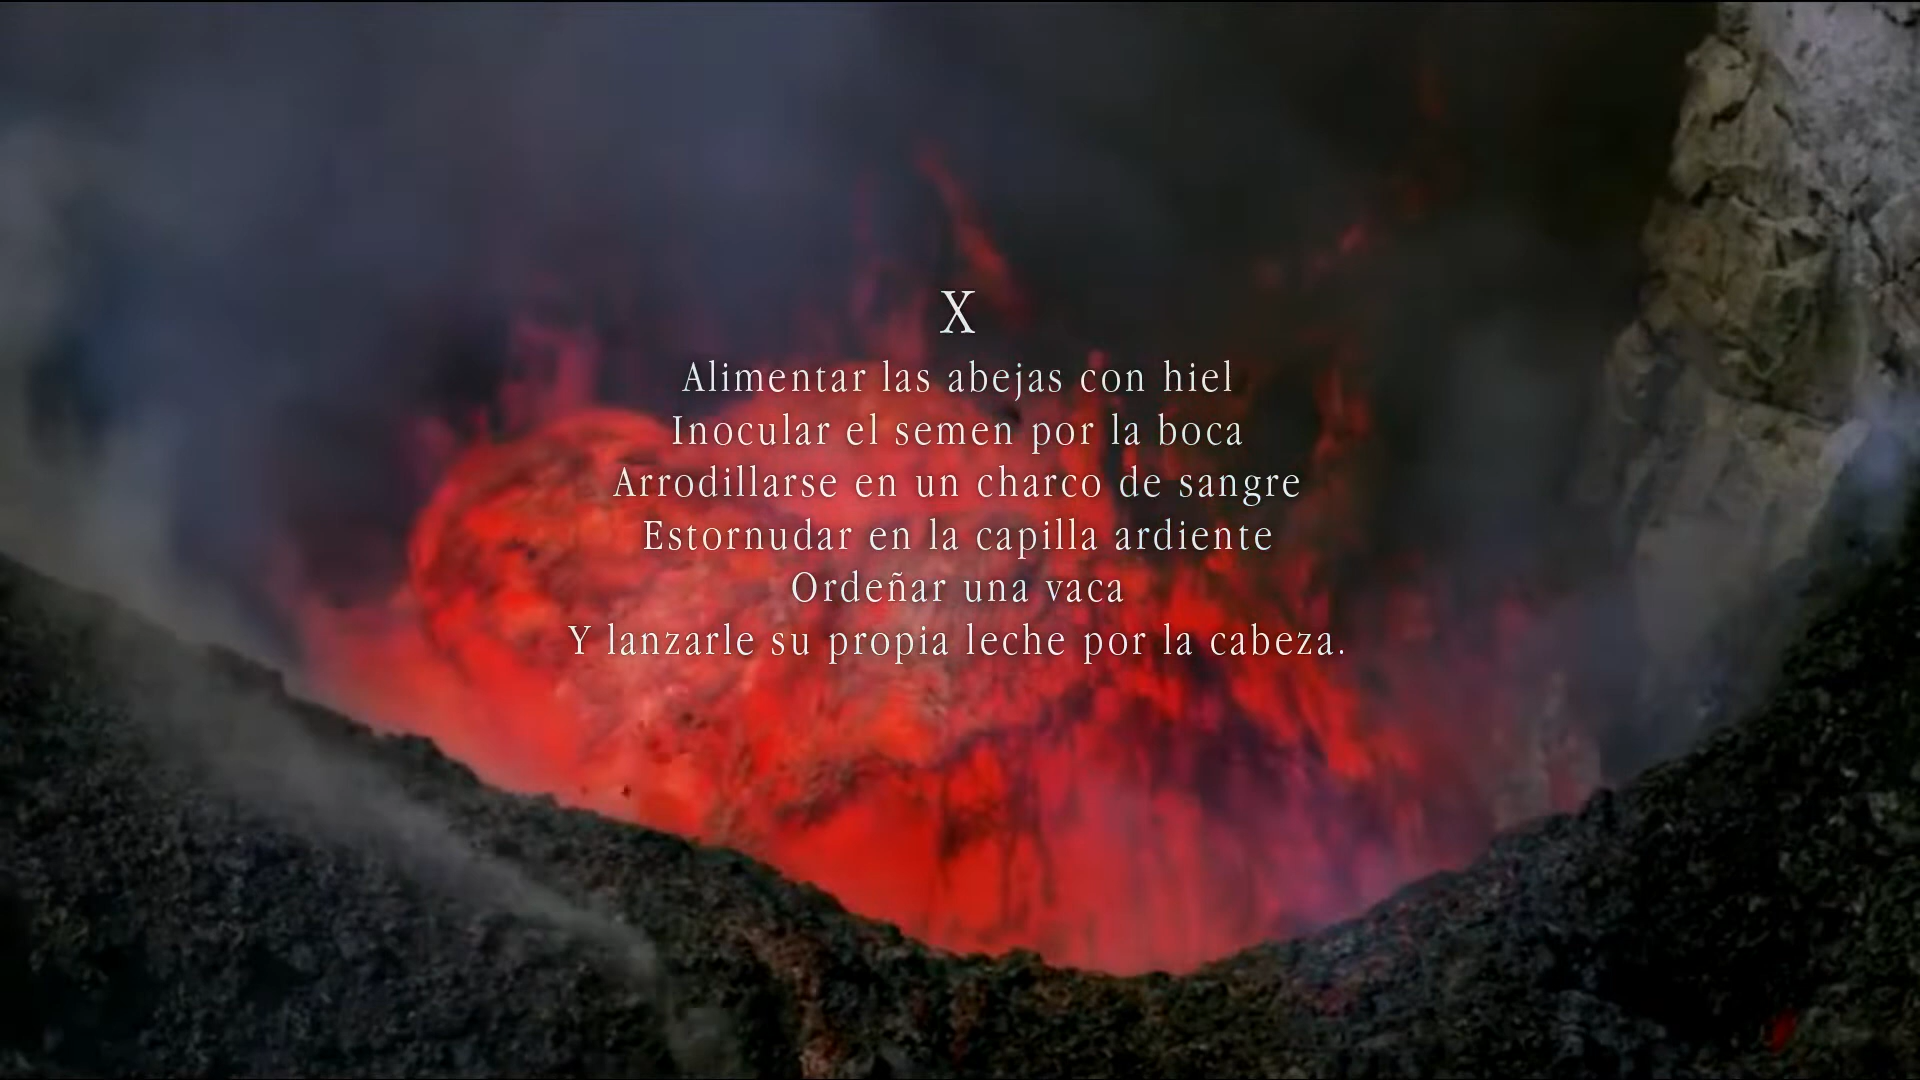 X
Alimentar las abejas con hiel
Inocular el semen por la boca
Arrodillarse en un charco de sangre
Estornudar en la capilla ardiente
Ordeñar una vaca
Y lanzarle su propia leche por la cabeza.